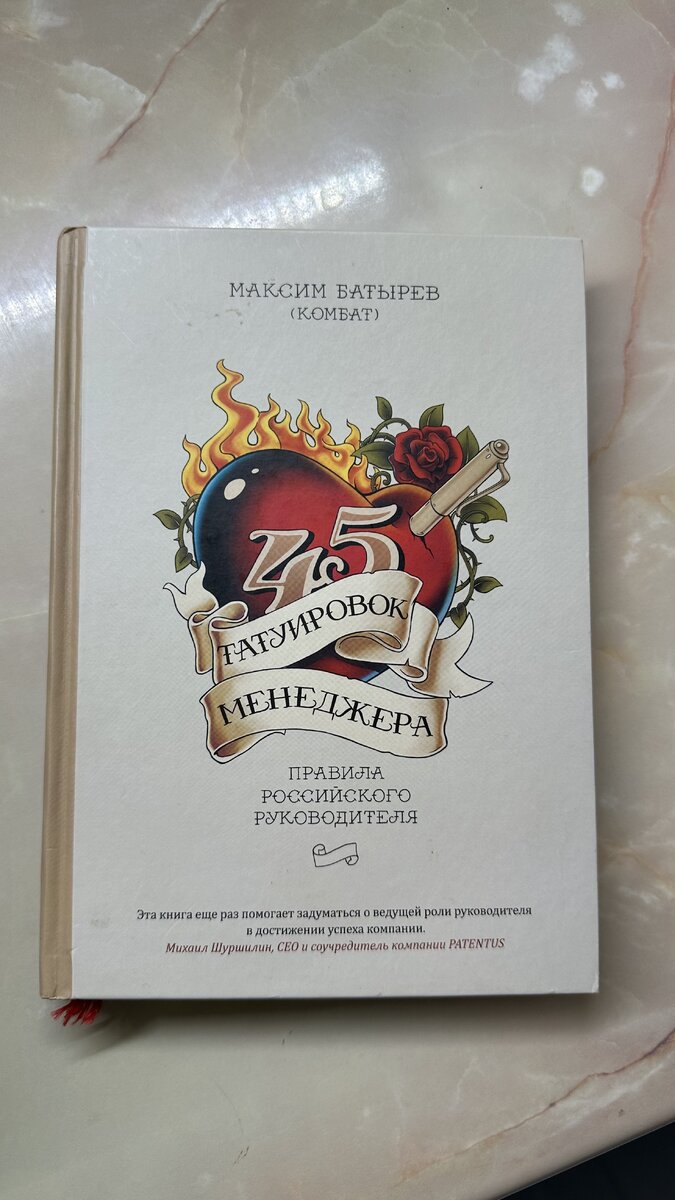 МАКСИМ БАТЫРЕВ
(КОМБАТ)
45
ТАТУИРОВОК
МЕНЕДЖЕРА
ПРАВИЛА
РОССИЙСКОГО
РУКОВОДИТЕЛЯ
Эта книга еще раз помогает задуматься о ведущей роли руководителя
в достижении успеха компании.
Михаил Шуршилин, CEO и соучредитель компании PATENTUS